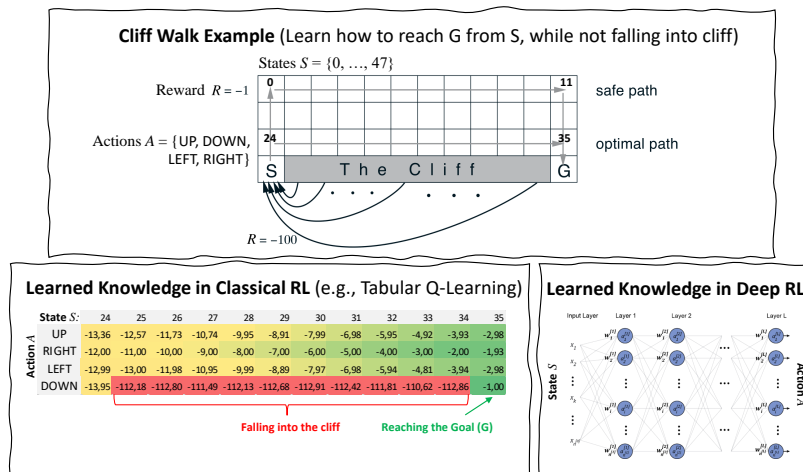 Cliff Walk Example (Learn how to reach G from S, while not falling into cliff)
States S = {0, …, 47}
Reward R = −1
0
11
safe path
Actions A = {UP, DOWN,
LEFT, RIGHT}
24
35
optimal path
S
The Cliff
G
R = −100
Learned Knowledge in Classical RL (e.g., Tabular Q-Learning)
State S: 24 25 26 27 28 29 30 31 32 33 34 35
Action A
UP -13,36 -12,57 -11,73 -10,74 -9,95 -8,91 -7,99 -6,98 -5,95 -4,92 -3,93 -2,98
RIGHT -12,00 -11,00 -10,00 -9,00 -8,00 -7,00 -6,00 -5,00 -4,00 -3,00 -2,00 -1,93
LEFT -12,99 -13,00 -11,98 -10,95 -9,99 -8,89 -7,97 -6,98 -5,94 -4,81 -3,94 -2,98
DOWN -13,95 -112,18 -112,80 -111,49 -112,13 -112,68 -112,91 -112,42 -111,81 -110,62 -112,86 -1,00
Falling into the cliff
Reaching the Goal (G)
Learned Knowledge in Deep RL
Input Layer Layer 1 Layer 2 Layer L
State S
Action A
x1
x2
xk